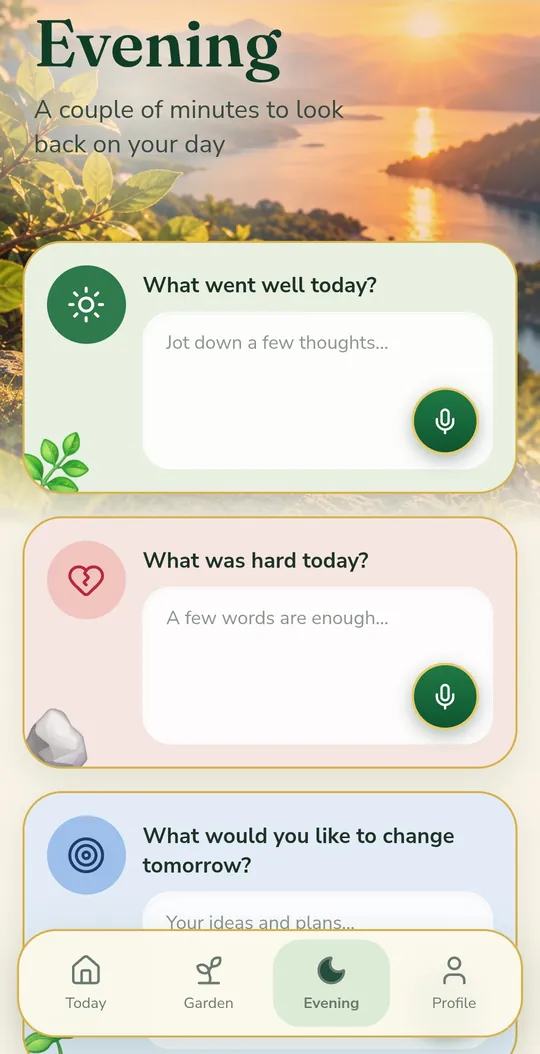 Evening
A couple of minutes to look
back on your day
What went well today?
Jot down a few thoughts...
What was hard today?
A few words are enough...
What would you like to change
tomorrow?
Your ideas and plans...
Today
Garden
Evening
Profile